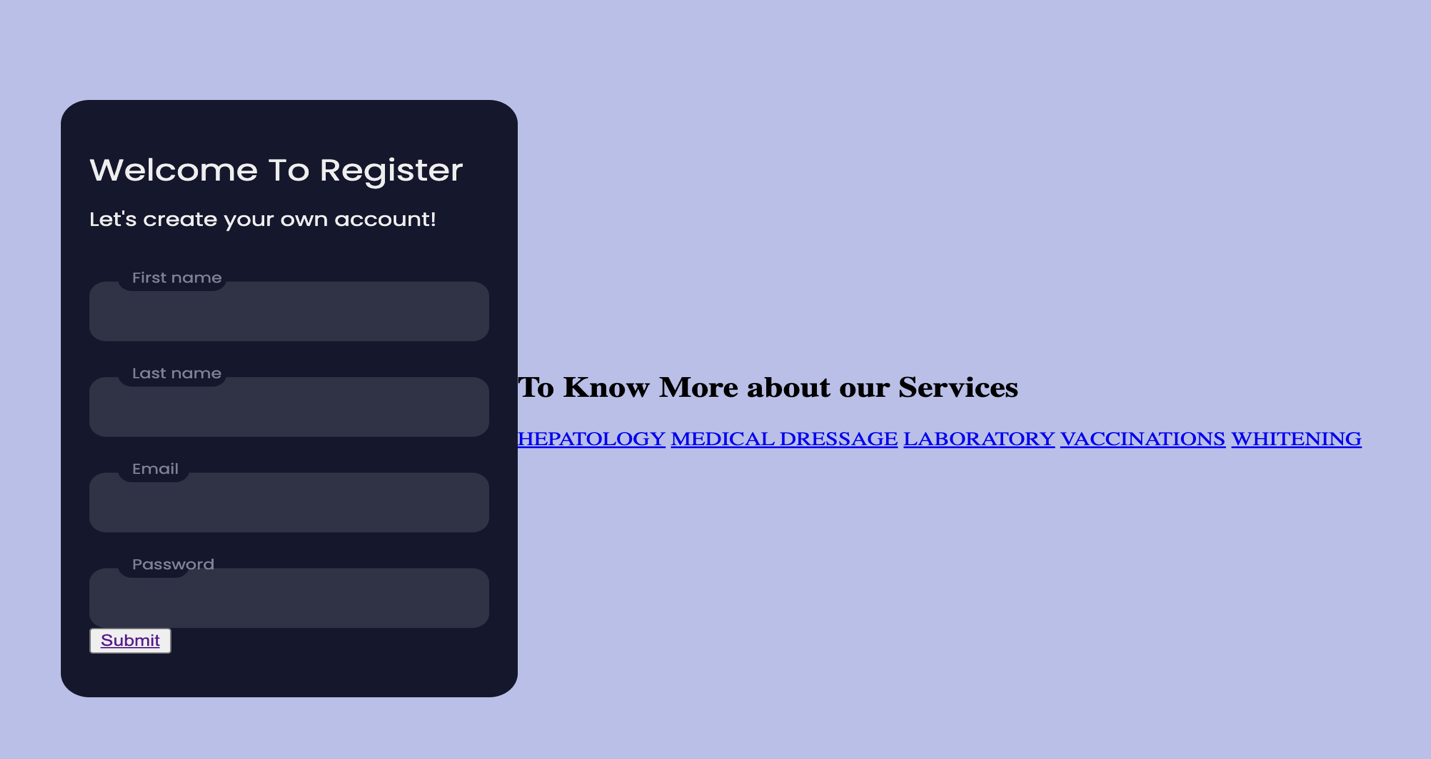 Welcome To Register
Let's create your own account!
First name
Last name
Email
Password
Submit
To Know More about our Services
HEPATOLOGY MEDICAL DRESSAGE LABORATORY VACCINATIONS WHITENING